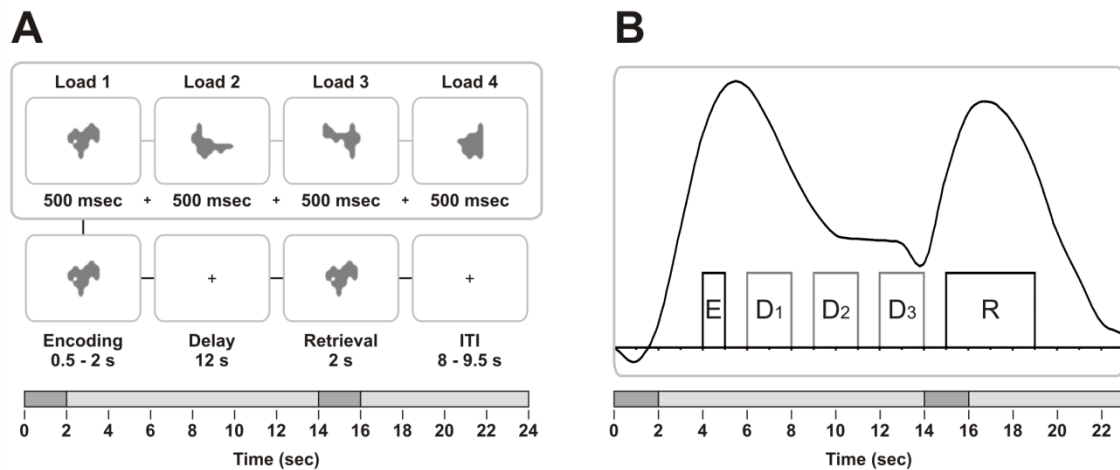 A
Load 1 Load 2 Load 3 Load 4
500 msec + 500 msec + 500 msec + 500 msec
+ +
Encoding Delay Retrieval ITI
0.5 - 2 s 12 s 2 s 8 - 9.5 s
0 2 4 6 8 10 12 14 16 18 20 22 24
Time (sec)
B
E D1 D2 D3 R
0 2 4 6 8 10 12 14 16 18 20 22
Time (sec)